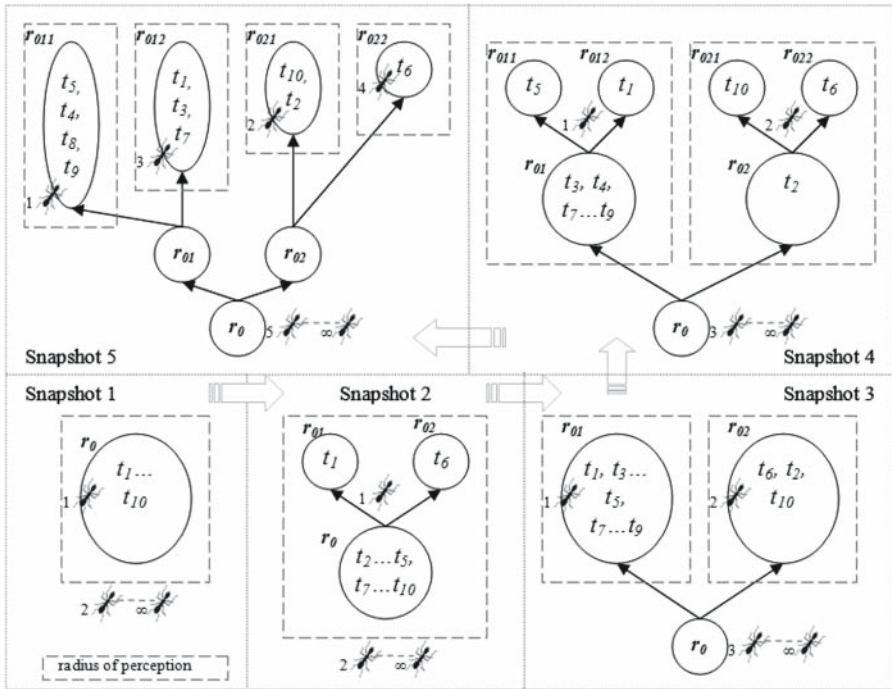 r011
r012
r021
r022
t5,
t4,
t8,
t9
t1,
t3,
t7
t10,
t2
t6
1
3
2
4
r01
r02
r0
5
∞
Snapshot 5
r011
r012
r021
r022
t5
t1
t10
t6
1
2
r01
r02
t3, t4,
t7...t9
t2
r0
3
∞
Snapshot 4
Snapshot 1
r0
t1...
t10
1
2
∞
radius of perception
Snapshot 2
r01
r02
t1
t6
1
r0
t2...t5,
t7...t10
2
∞
Snapshot 3
r01
r02
t1, t3...
t5,
t7...t9
t6, t2,
t10
1
2
r0
3
∞